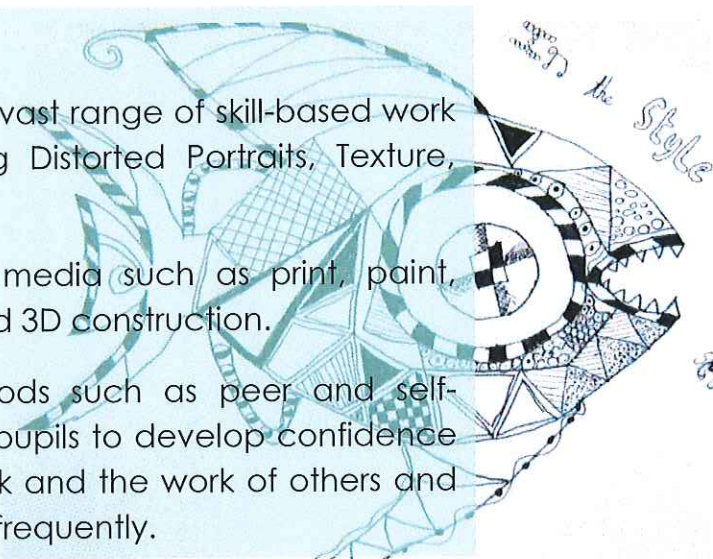 vast range of skill-based work
g Distorted Portraits, Texture,
media such as print, paint,
d 3D construction.
ods such as peer and self-
pupils to develop confidence
k and the work of others and
frequently.
the Style